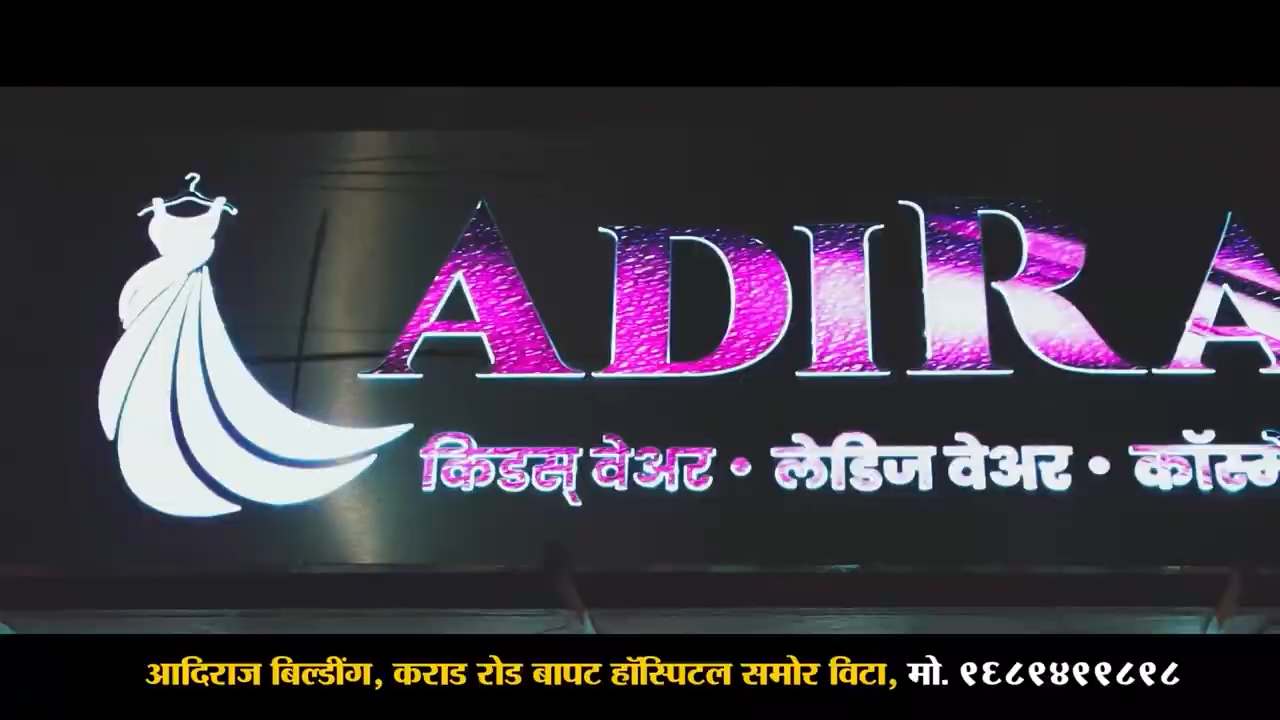 ADIRA
किडस् वेअर • लेडिज वेअर •
आदिराज बिल्डींग, कराड रोड बापट हॉस्पिटल समोर विटा, मो. ९६८९४९९८९८